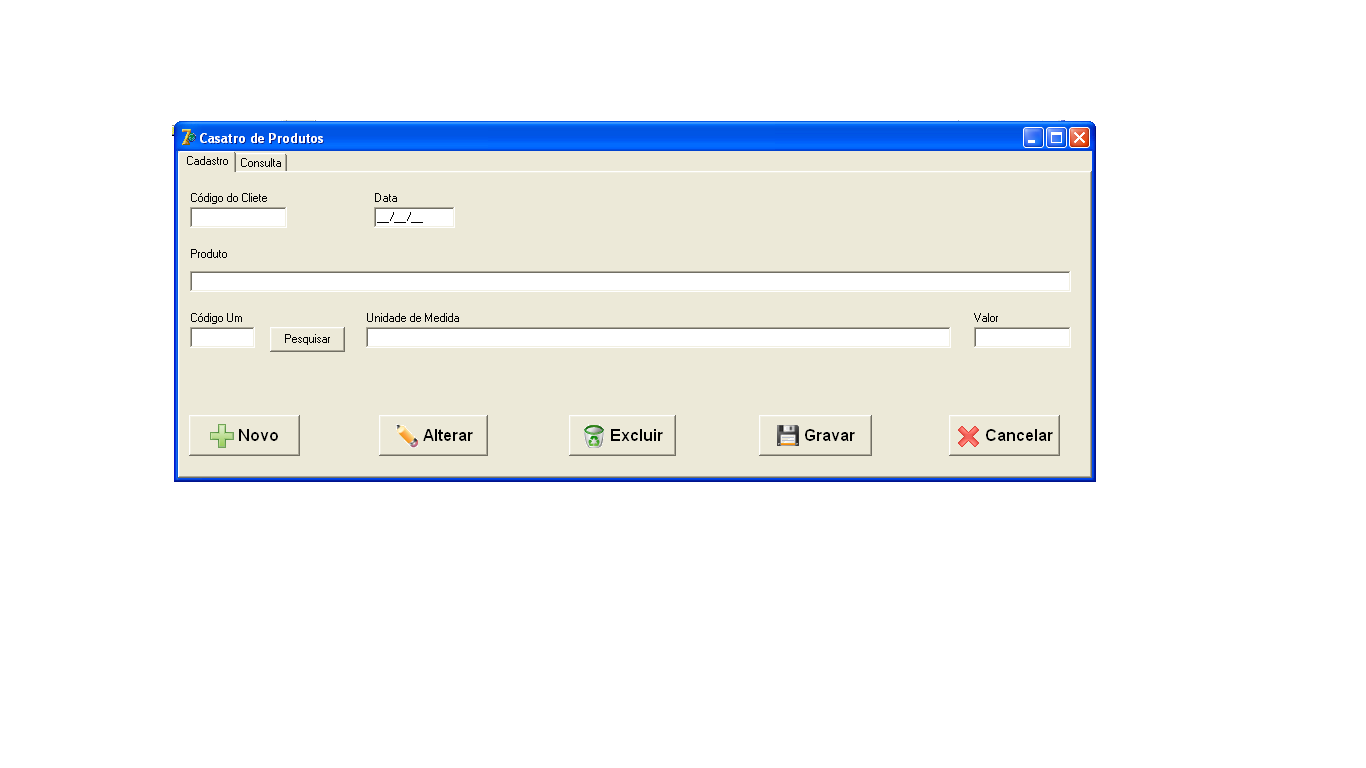 Casatro de Produtos
Cadastro Consulta
Código do Cliete Data
__/__/__
Produto
Código Um Unidade de Medida Valor
Pesquisar
Novo Alterar Excluir Gravar Cancelar